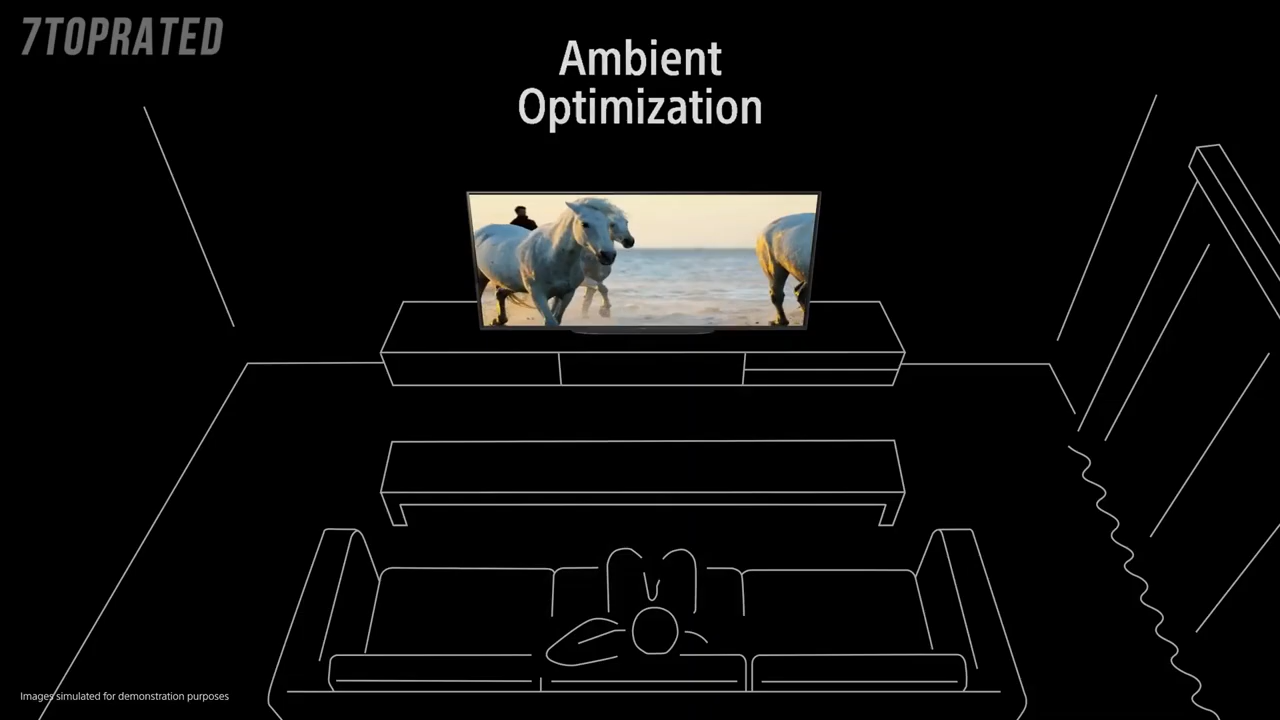 7TOPRATED
Ambient
Optimization
Images simulated for demonstration purposes